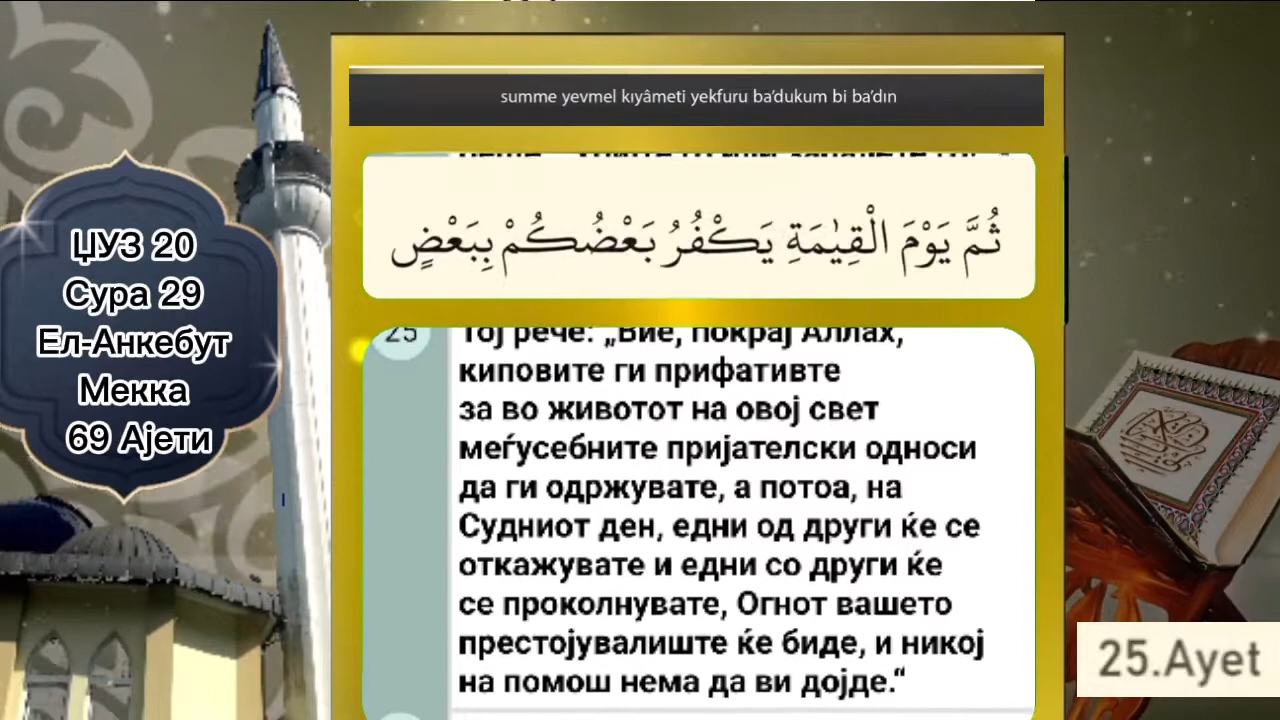 summe yevmel kıyâmeti yekfuru ba’dukum bi ba’dın
ثُمَّ يَوْمَ الْقِيٰمَةِ يَكْفُرُ بَعْضُكُمْ بِبَعْضٍ
ЏУЗ 20
Сура 29
Ел-Анкебут
Мекка
69 Ајети
25
Тој рече: „Вие, покрај Аллах,
киповите ги прифативте
за во животот на овој свет
меѓусебните пријателски односи
да ги одржувате, а потоа, на
Судниот ден, едни од други ќе се
откажувате и едни со други ќе
се проколнувате, Огнот вашето
престојувалиште ќе биде, и никој
на помош нема да ви дојде.“
25.Ayet